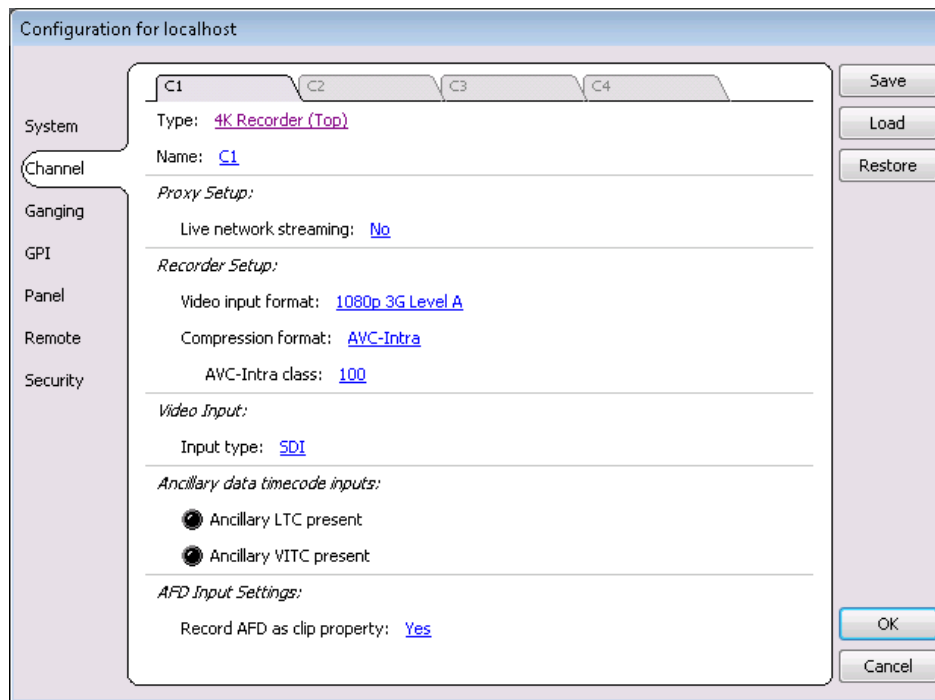 Configuration for localhost
System
Channel
Ganging
GPI
Panel
Remote
Security
C1 C2 C3 C4
Type: 4K Recorder (Top)
Name: C1
Proxy Setup:
Live network streaming: No
Recorder Setup:
Video input format: 1080p 3G Level A
Compression format: AVC-Intra
AVC-Intra class: 100
Video Input:
Input type: SDI
Ancillary data timecode inputs:
Ancillary LTC present
Ancillary VITC present
AFD Input Settings:
Record AFD as clip property: Yes
Save
Load
Restore
OK
Cancel